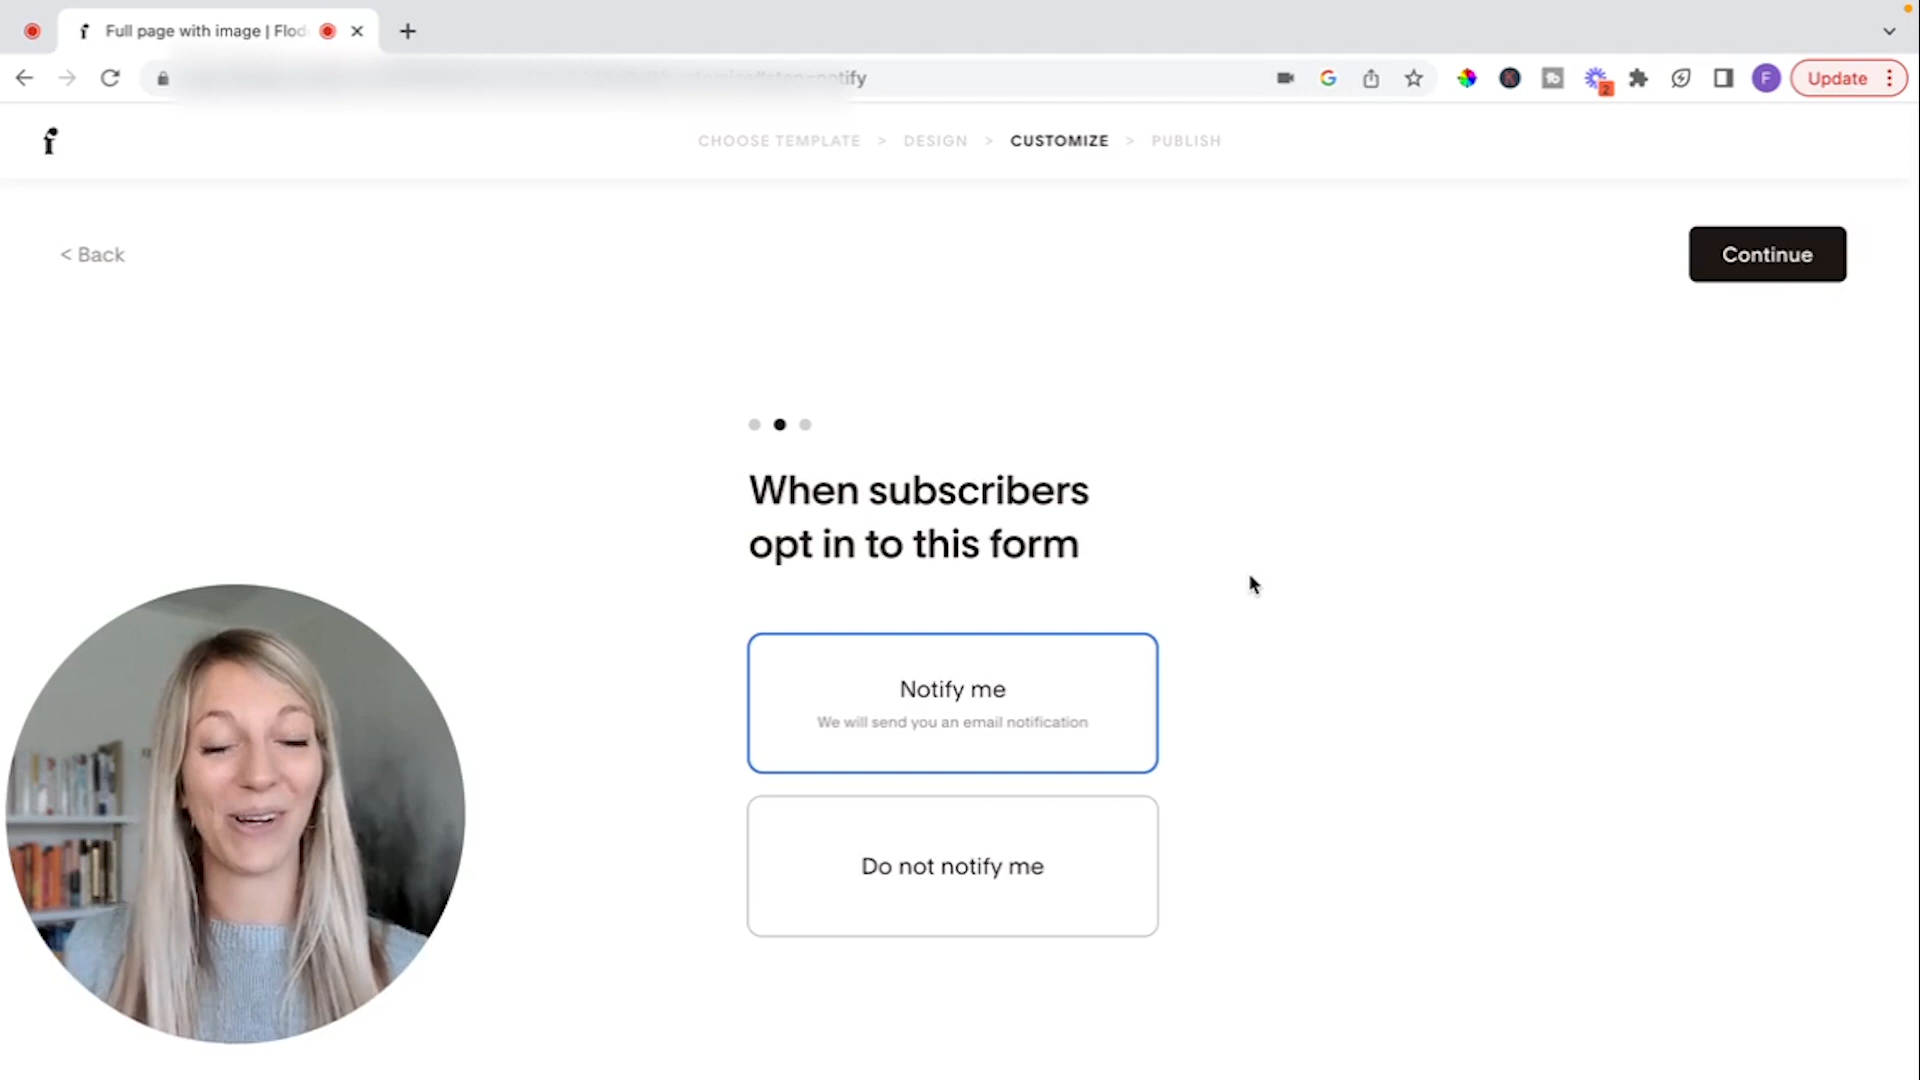 Full page with image | Flod
Update
F
2
CHOOSE TEMPLATE > DESIGN > CUSTOMIZE > PUBLISH
< Back
Continue
When subscribers
opt in to this form
Notify me
We will send you an email notification
Do not notify me